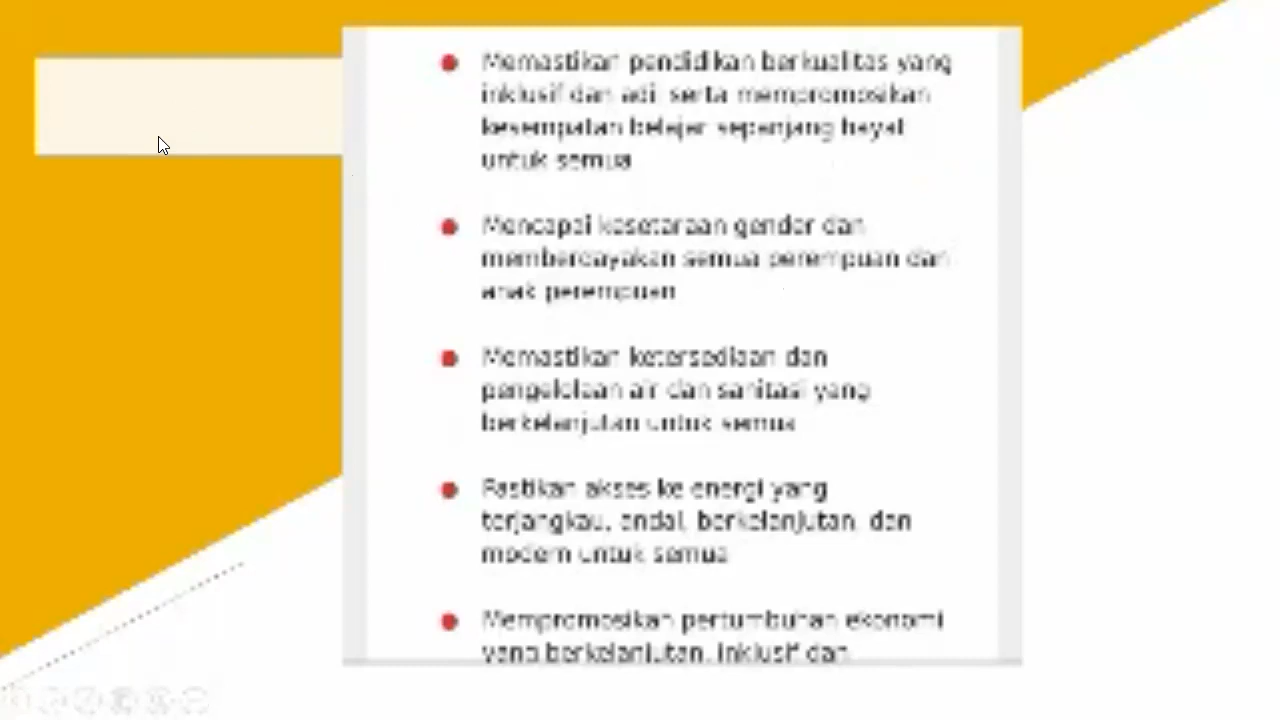 Memastikan pendidikan berkualitas yang
inklusif dan adil serta mempromosikan
kesempatan belajar sepanjang hayat
untuk semua
Mencapai kesetaraan gender dan
memberdayakan semua perempuan dan
anak perempuan
Memastikan ketersediaan dan
pengelolaan air dan sanitasi yang
berkelanjutan untuk semua
Pastikan akses ke energi yang
terjangkau, andal, berkelanjutan, dan
modern untuk semua
Mempromosikan pertumbuhan ekonomi
yang berkelanjutan, inklusif dan